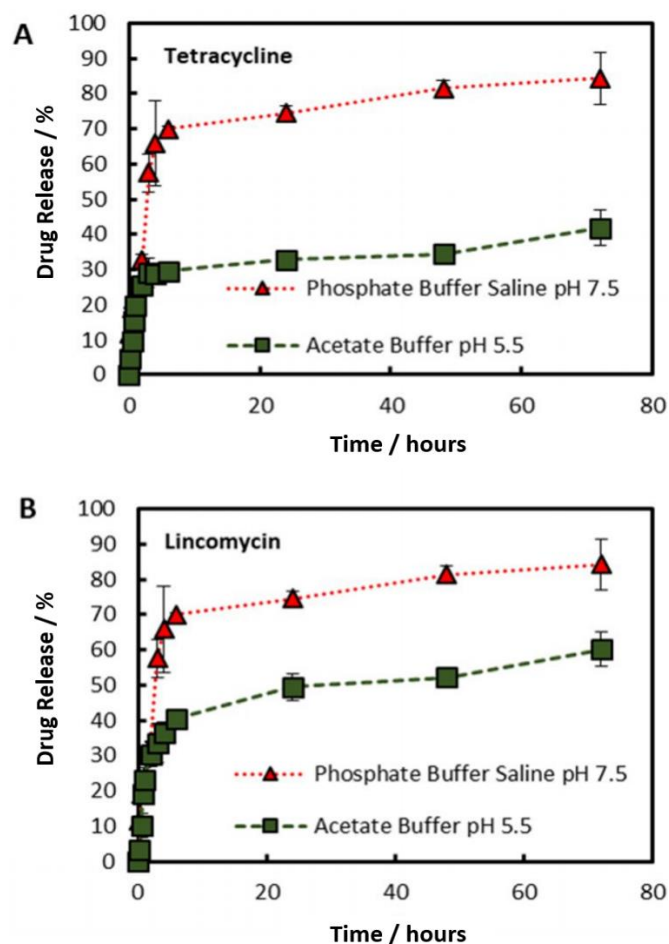 A
Tetracycline
Drug Release / %
100
90
80
70
60
50
40
30
20
10
0
Phosphate Buffer Saline pH 7.5
Acetate Buffer pH 5.5
0 20 40 60 80
Time / hours
B
Lincomycin
Drug Release / %
100
90
80
70
60
50
40
30
20
10
0
Phosphate Buffer Saline pH 7.5
Acetate Buffer pH 5.5
0 20 40 60 80
Time / hours